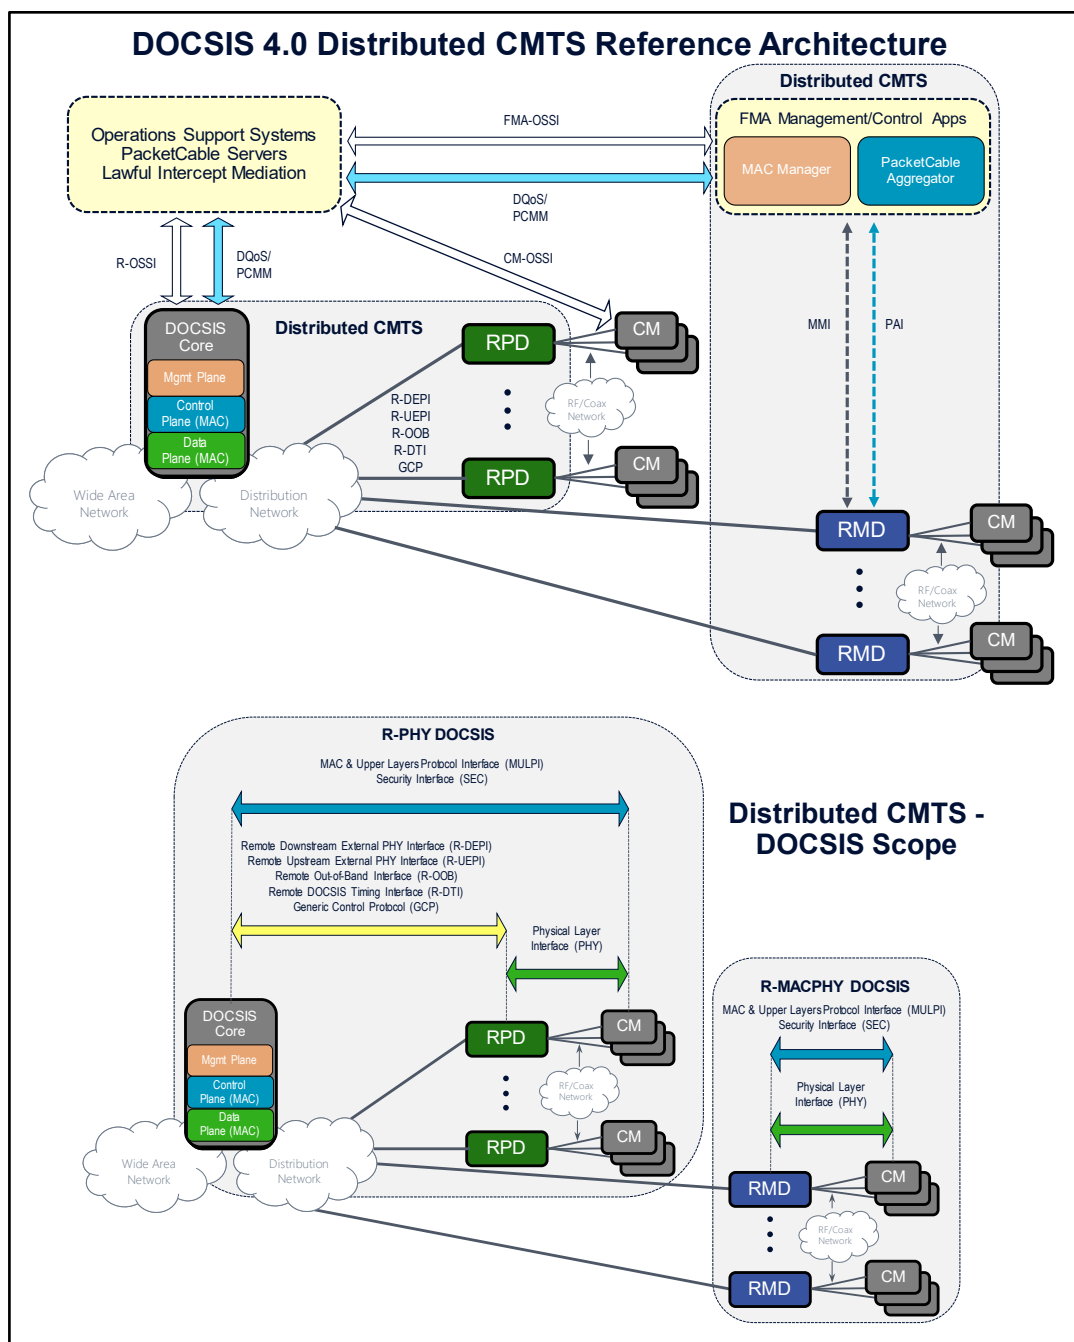 DOCSIS 4.0 Distributed CMTS Reference Architecture
Distributed CMTS
Operations Support Systems
PacketCable Servers
Lawful Intercept Mediation
FMA-OSSI
FMA Management/Control Apps
MAC Manager
PacketCable
Aggregator
DQoS/
PCMM
R-OSSI
DQoS/
PCMM
CM-OSSI
MMI
PAI
DOCSIS
Core
Mgmt Plane
Control
Plane (MAC)
Data
Plane (MAC)
Distributed CMTS
RPD
CM
R-DEPI
R-UEPI
R-OOB
R-DTI
GCP
RF/Coax
Network
RPD
CM
Wide Area
Network
Distribution
Network
RMD
CM
RF/Coax
Network
RMD
CM
R-PHY DOCSIS
MAC & Upper Layers Protocol Interface (MULPI)
Security Interface (SEC)
Distributed CMTS -
DOCSIS Scope
Remote Downstream External PHY Interface (R-DEPI)
Remote Upstream External PHY Interface (R-UEPI)
Remote Out-of-Band Interface (R-OOB)
Remote DOCSIS Timing Interface (R-DTI)
Generic Control Protocol (GCP)
Physical Layer
Interface (PHY)
R-MACPHY DOCSIS
MAC & Upper Layers Protocol Interface (MULPI)
Security Interface (SEC)
Physical Layer
Interface (PHY)
DOCSIS
Core
Mgmt Plane
Control
Plane (MAC)
Data
Plane (MAC)
RPD
CM
RF/Coax
Network
RPD
CM
Wide Area
Network
Distribution
Network
RMD
CM
RF/Coax
Network
RMD
CM